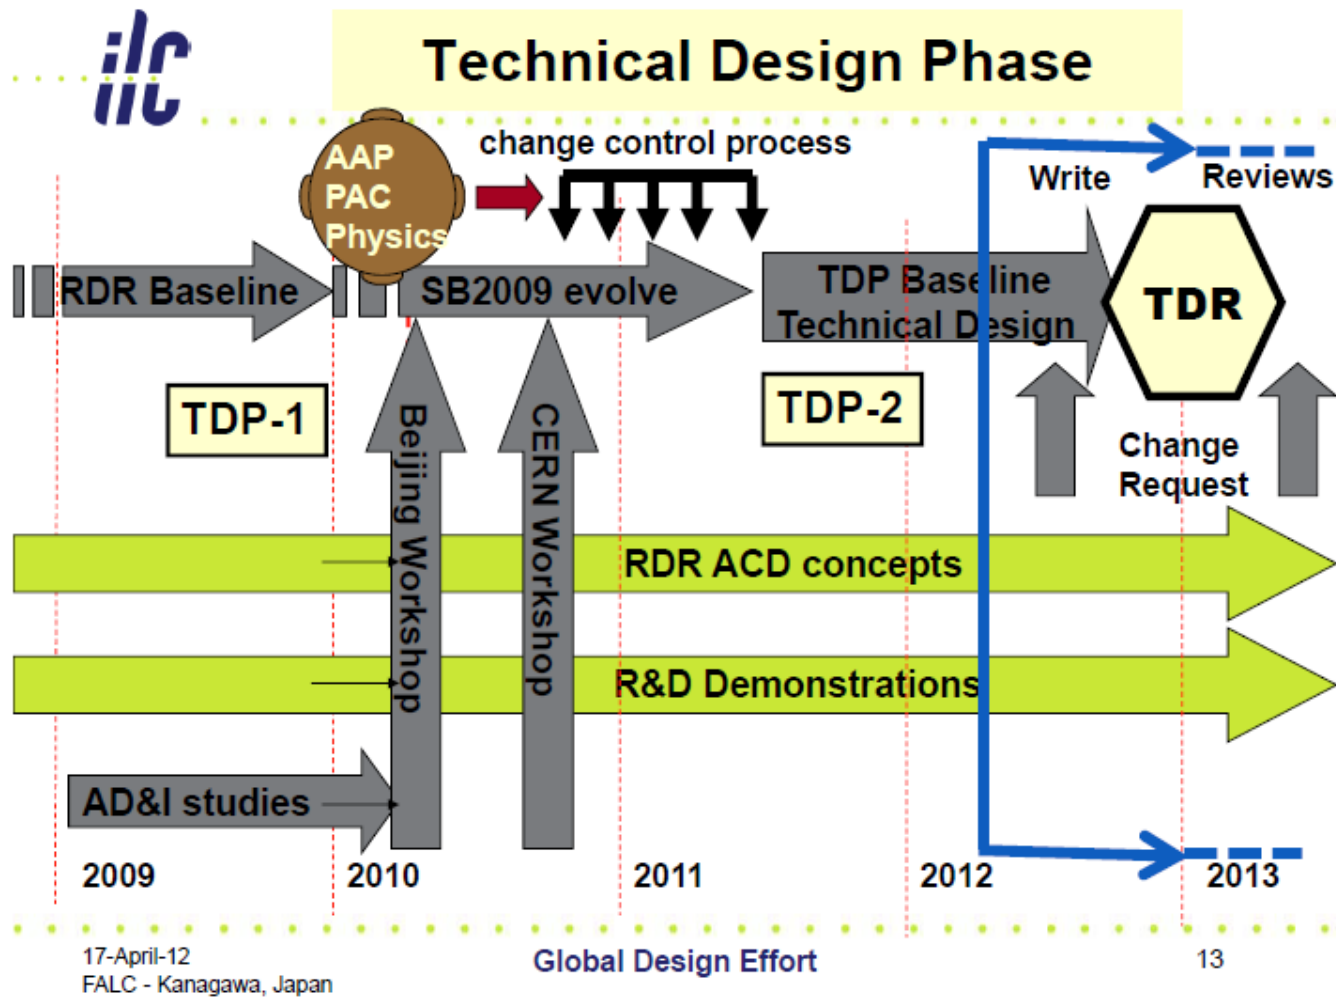 ilc
Technical Design Phase
AAP
PAC
Physics
change control process
Write
Reviews
RDR Baseline
SB2009 evolve
TDP Baseline
Technical Design
TDR
TDP-1
TDP-2
Beijing Workshop
CERN Workshop
Change
Request
RDR ACD concepts
R&D Demonstrations
AD&I studies
2009
2010
2011
2012
2013
17-April-12
FALC - Kanagawa, Japan
Global Design Effort
13